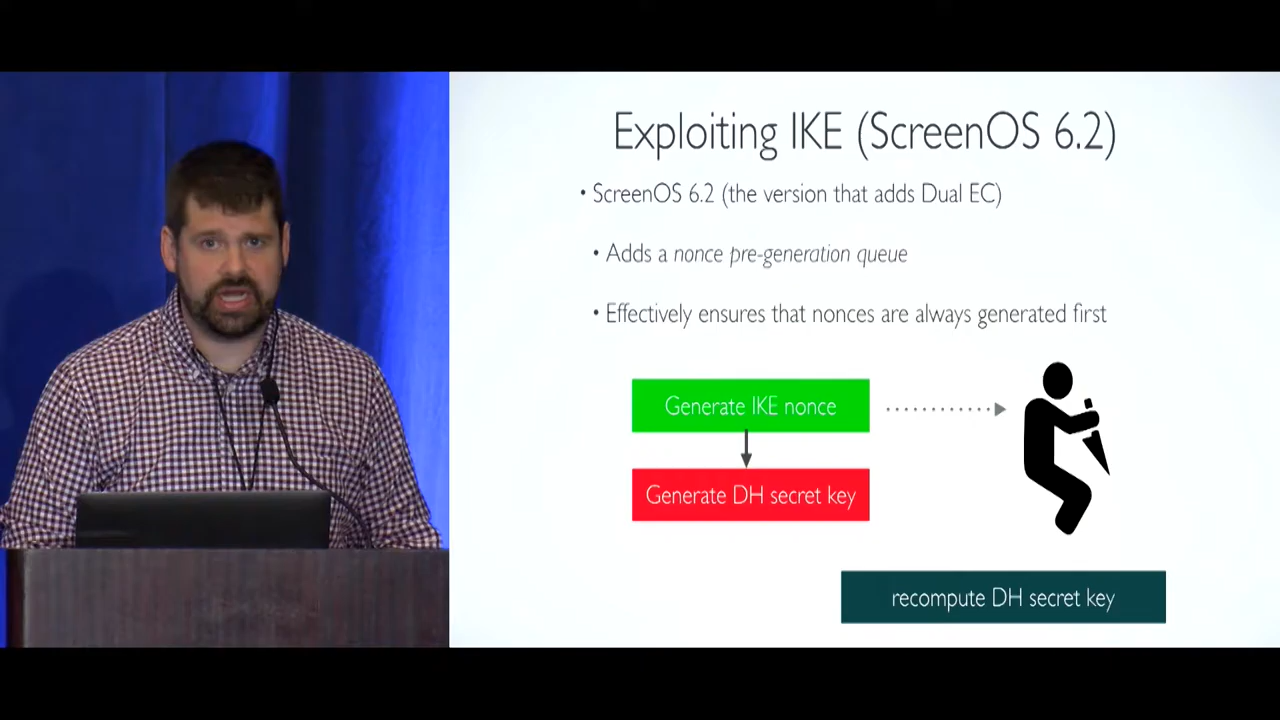 Exploiting IKE (ScreenOS 6.2)
• ScreenOS 6.2 (the version that adds Dual EC)
• Adds a nonce pre-generation queue
• Effectively ensures that nonces are always generated first
Generate IKE nonce
Generate DH secret key
recompute DH secret key